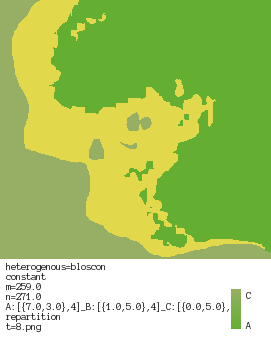 heterogenous=bloscon
constant
m=259.0
n=271.0
A:[{7.0,3.0},4]_B:[{1.0,5.0},4]_C:[{0.0,5.0},
repartition
t=8.png
C
A